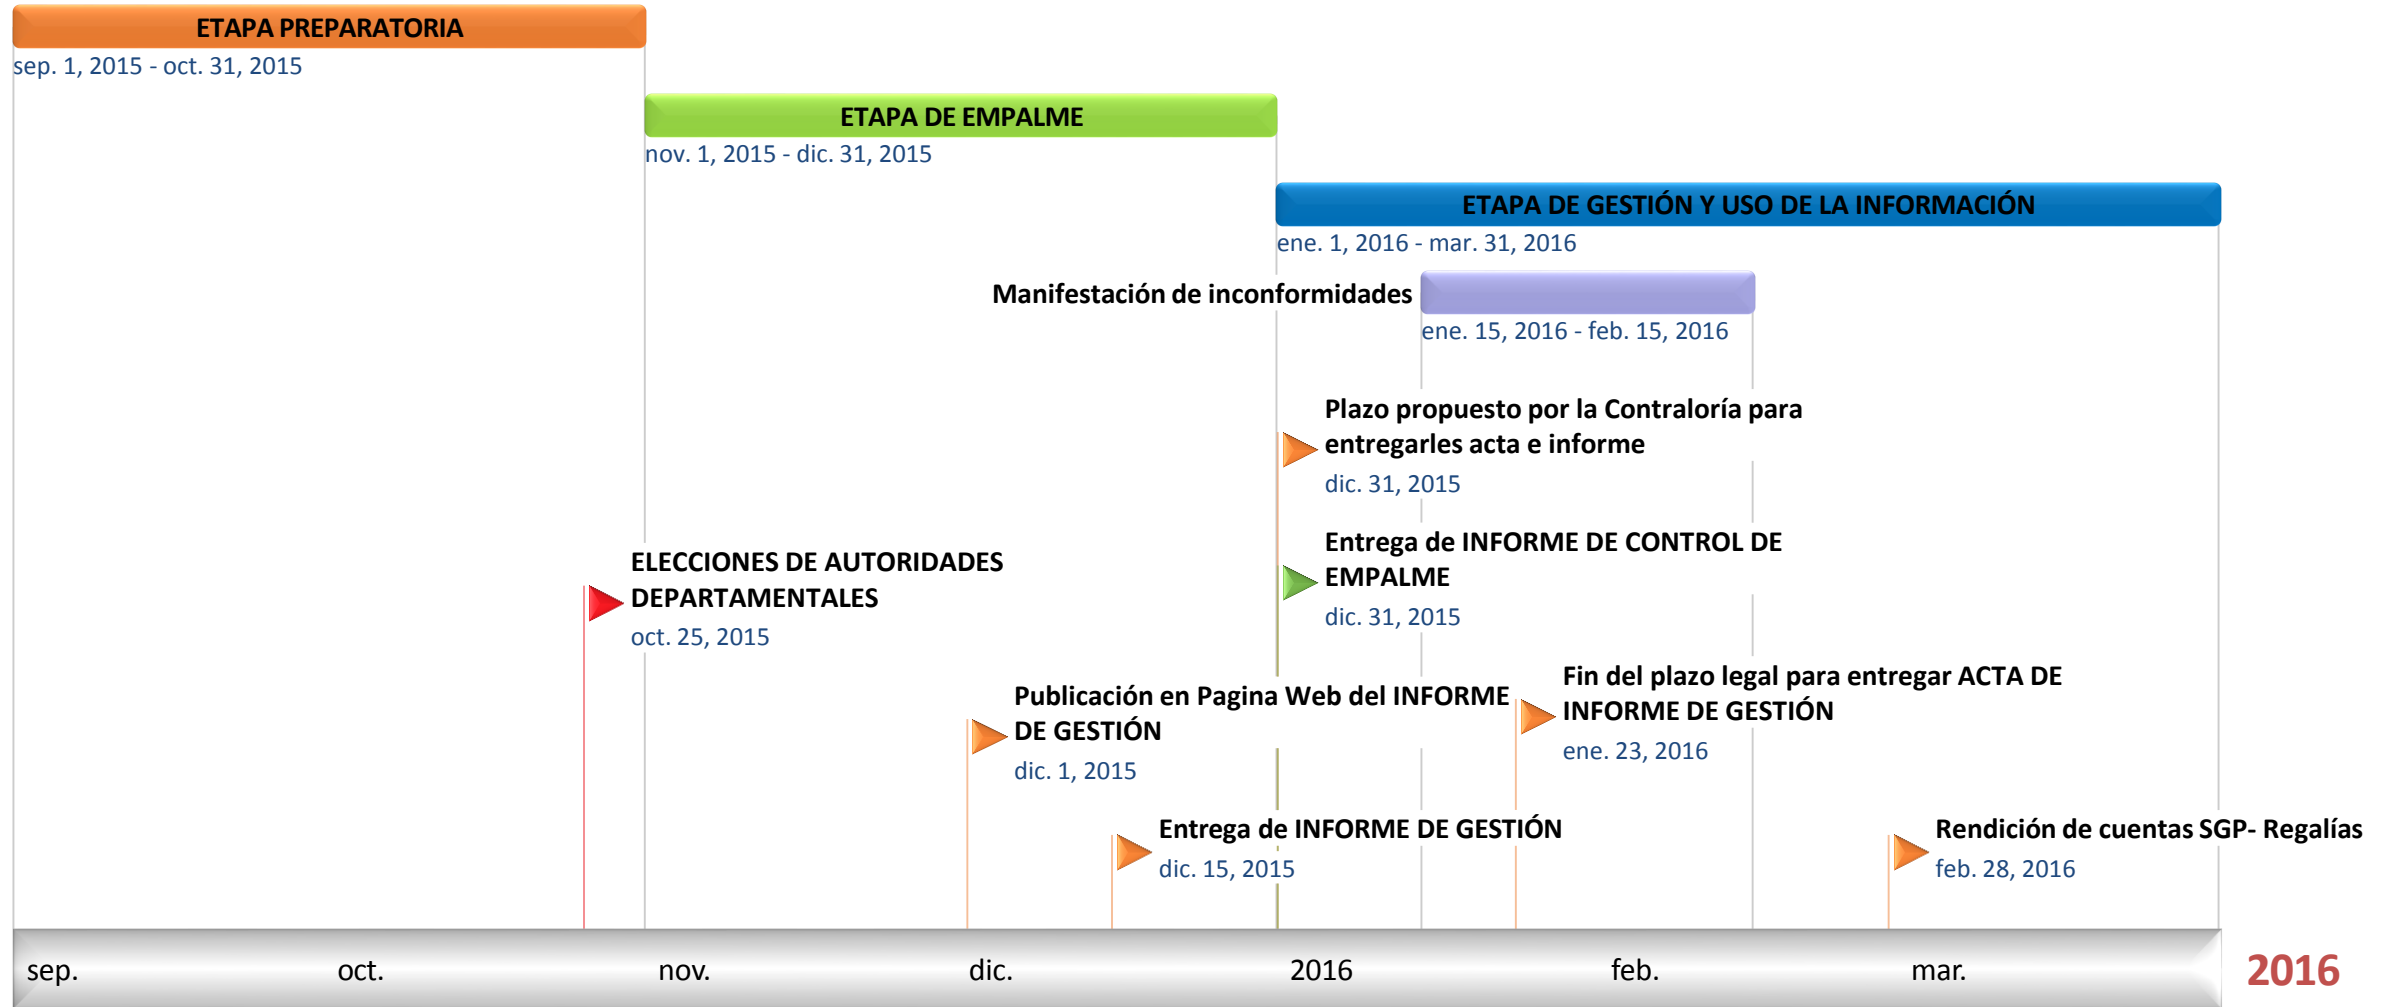 ETAPA PREPARATORIA
sep. 1, 2015 - oct. 31, 2015
ETAPA DE EMPALME
nov. 1, 2015 - dic. 31, 2015
ETAPA DE GESTIÓN Y USO DE LA INFORMACIÓN
ene. 1, 2016 - mar. 31, 2016
Manifestación de inconformidades
ene. 15, 2016 - feb. 15, 2016
Plazo propuesto por la Contraloría para
entregarles acta e informe
dic. 31, 2015
Entrega de INFORME DE CONTROL DE
EMPALME
dic. 31, 2015
ELECCIONES DE AUTORIDADES
DEPARTAMENTALES
oct. 25, 2015
Fin del plazo legal para entregar ACTA DE
INFORME DE GESTIÓN
ene. 23, 2016
Publicación en Pagina Web del INFORME
DE GESTIÓN
dic. 1, 2015
Entrega de INFORME DE GESTIÓN
dic. 15, 2015
Rendición de cuentas SGP- Regalías
feb. 28, 2016
sep. oct. nov. dic. 2016 feb. mar. 2016